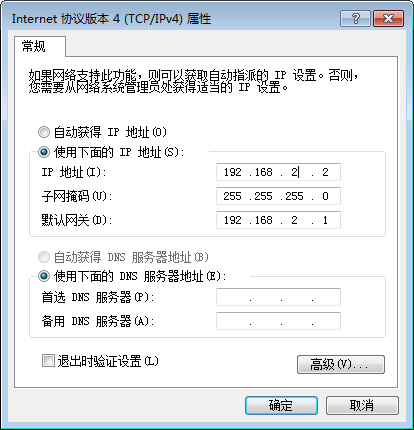 Internet 协议版本 4 (TCP/IPv4) 属性
常规
如果网络支持此功能，则可以获取自动指派的 IP 设置。否则，
您需要从网络系统管理员处获得适当的 IP 设置。
自动获得 IP 地址(O)
使用下面的 IP 地址(S):
IP 地址(I): 192 .168 . 2 . 2
子网掩码(U): 255 .255 .255 . 0
默认网关(D): 192 .168 . 2 . 1
自动获得 DNS 服务器地址(B)
使用下面的 DNS 服务器地址(E):
首选 DNS 服务器(P): . . .
备用 DNS 服务器(A): . . .
退出时验证设置(L)
高级(V)...
确定 取消